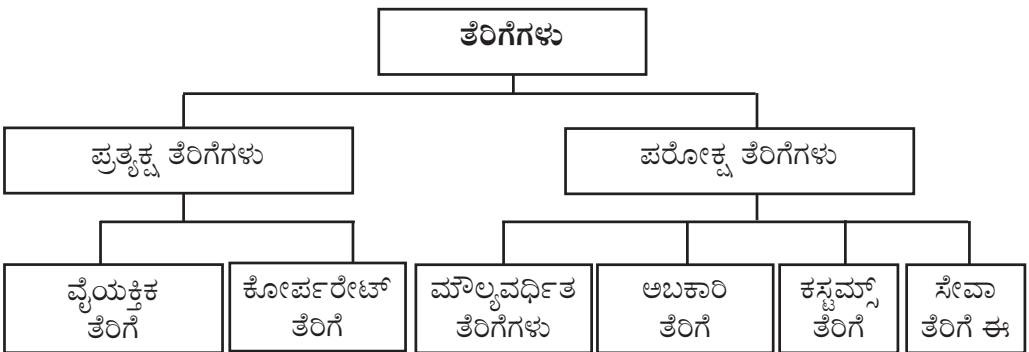 ತೆರಿಗೆಗಳು
ಪ್ರತ್ಯಕ್ಷ ತೆರಿಗೆಗಳು
ಪರೋಕ್ಷ ತೆರಿಗೆಗಳು
ವೈಯಕ್ತಿಕ
ತೆರಿಗೆ
ಕೋರ್ಪರೇಟ್
ತೆರಿಗೆ
ಮೌಲ್ಯವರ್ಧಿತ
ತೆರಿಗೆಗಳು
ಅಬಕಾರಿ
ತೆರಿಗೆ
ಕಸ್ಟಮ್ಸ್
ತೆರಿಗೆ
ಸೇವಾ
ತೆರಿಗೆ ಈ